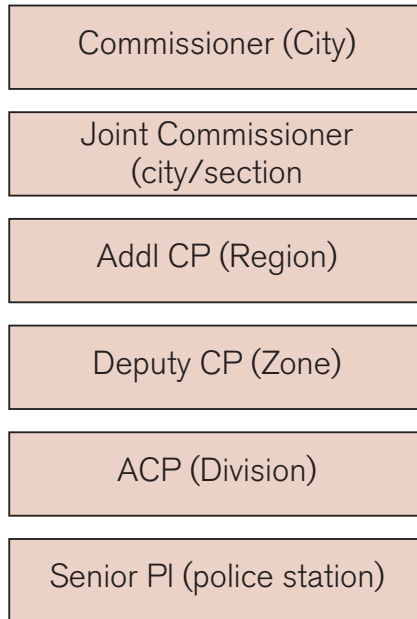 Commissioner (City)
Joint Commissioner
(city/section
Addl CP (Region)
Deputy CP (Zone)
ACP (Division)
Senior PI (police station)